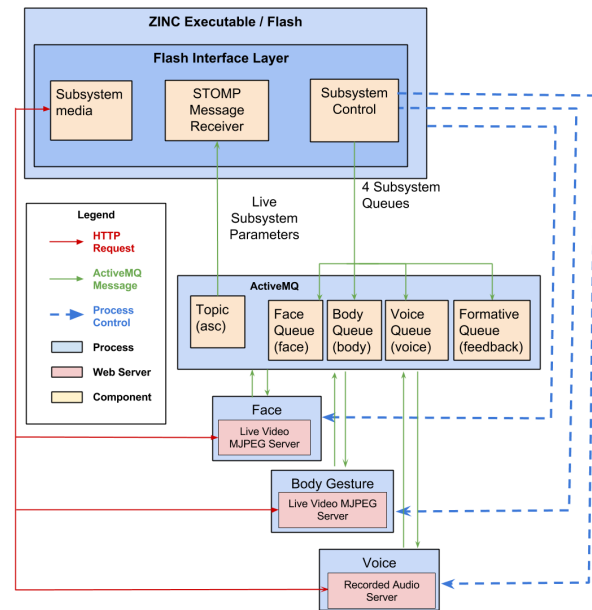 ZINC Executable / Flash
Flash Interface Layer
Subsystem
media
STOMP
Message
Receiver
Subsystem
Control
Live
Subsystem
Parameters
4 Subsystem
Queues
Legend
HTTP
Request
ActiveMQ
Message
Process
Control
Process
Web Server
Component
ActiveMQ
Topic
(asc)
Face
Queue
(face)
Body
Queue
(body)
Voice
Queue
(voice)
Formative
Queue
(feedback)
Face
Live Video
MJPEG Server
Body Gesture
Live Video MJPEG
Server
Voice
Recorded Audio
Server